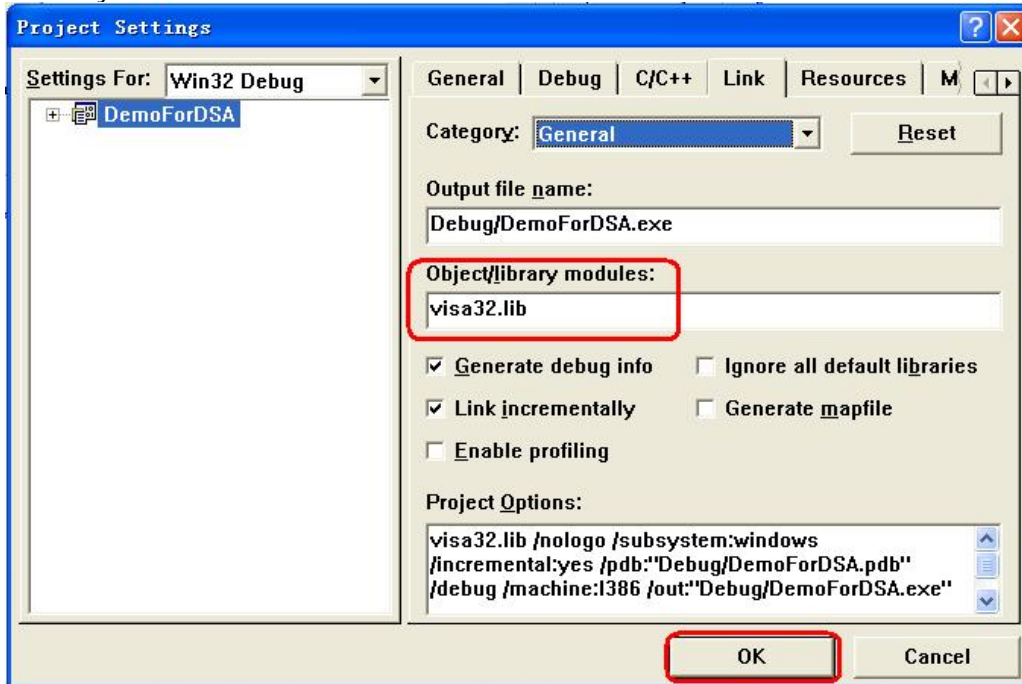 Project Settings
Settings For: Win32 Debug
DemoForDSA
General Debug C/C++ Link Resources M
Category: General Reset
Output file name:
Debug/DemoForDSA.exe
Object/library modules:
visa32.lib
Generate debug info Ignore all default libraries
Link incrementally Generate mapfile
Enable profiling
Project Options:
visa32.lib /nologo /subsystem:windows
/incremental:yes /pdb:"Debug/DemoForDSA.pdb"
/debug /machine:I386 /out:"Debug/DemoForDSA.exe"
OK Cancel